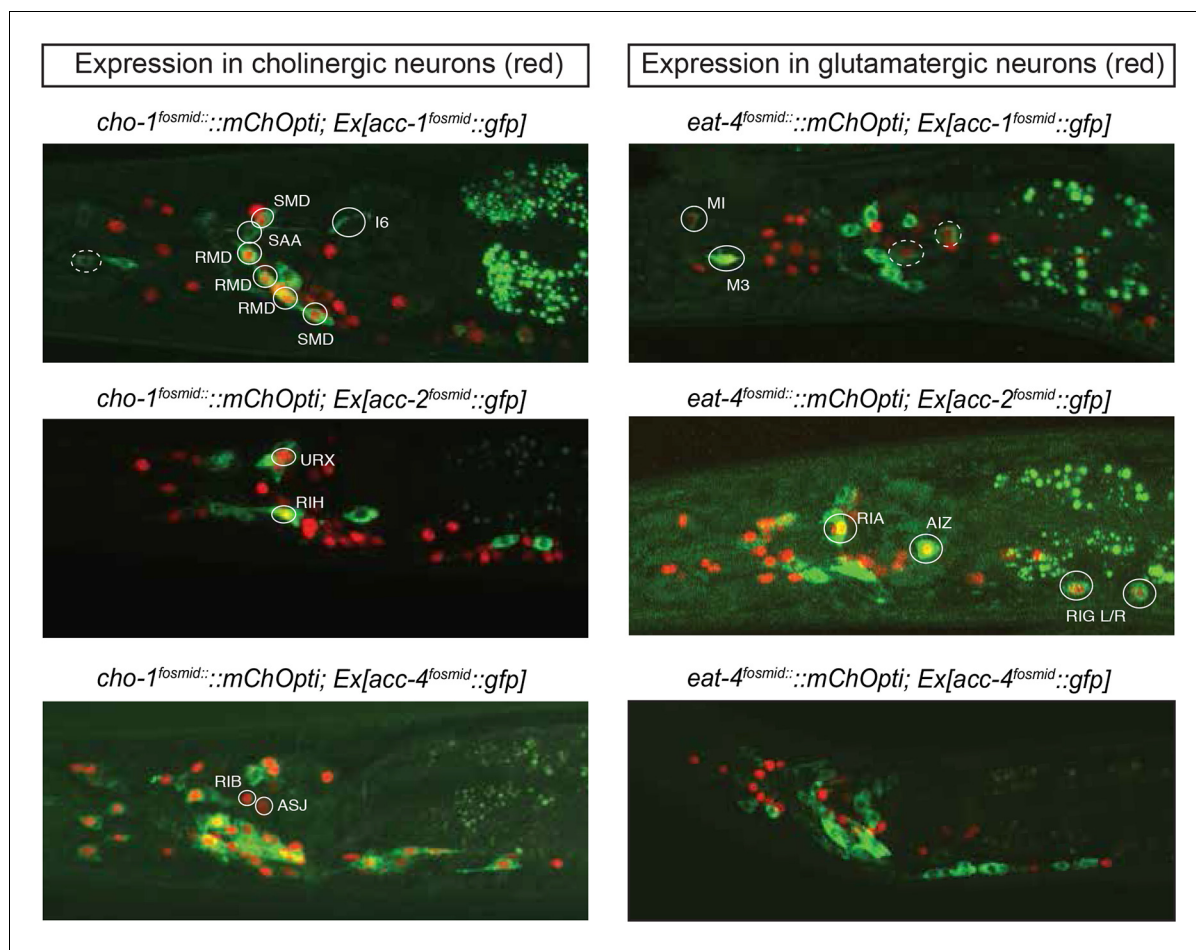 Expression in cholinergic neurons (red)
Expression in glutamatergic neurons (red)
cho-1fosmid::::mChOpti; Ex[acc-1fosmid::gfp]
eat-4fosmid::::mChOpti; Ex[acc-1fosmid::gfp]
SMD
I6
SAA
RMD
RMD
RMD
SMD
MI
M3
cho-1fosmid::::mChOpti; Ex[acc-2fosmid::gfp]
eat-4fosmid::::mChOpti; Ex[acc-2fosmid::gfp]
URX
RIH
RIA
AIZ
RIG L/R
cho-1fosmid::::mChOpti; Ex[acc-4fosmid::gfp]
eat-4fosmid::::mChOpti; Ex[acc-4fosmid::gfp]
RIB
ASJ